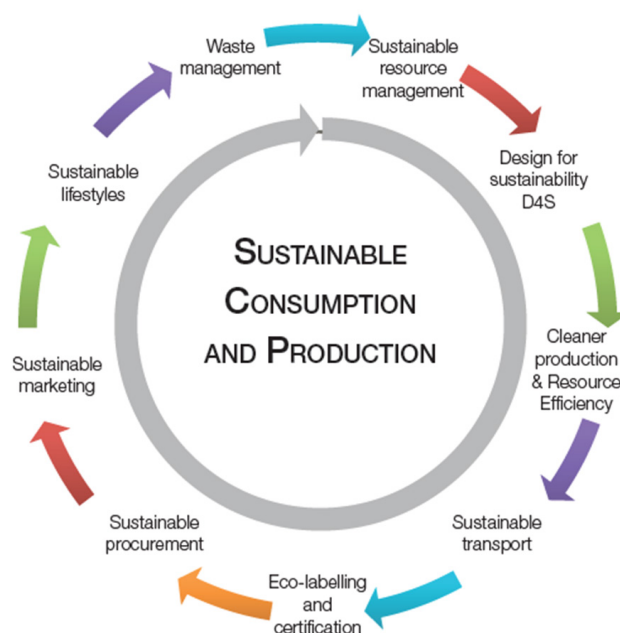 Waste
management
Sustainable
resource
management
Design for
sustainability
D4S
Cleaner
production
& Resource
Efficiency
Sustainable
transport
Eco-labelling
and
certification
Sustainable
procurement
Sustainable
marketing
Sustainable
lifestyles
SUSTAINABLE
CONSUMPTION
AND PRODUCTION